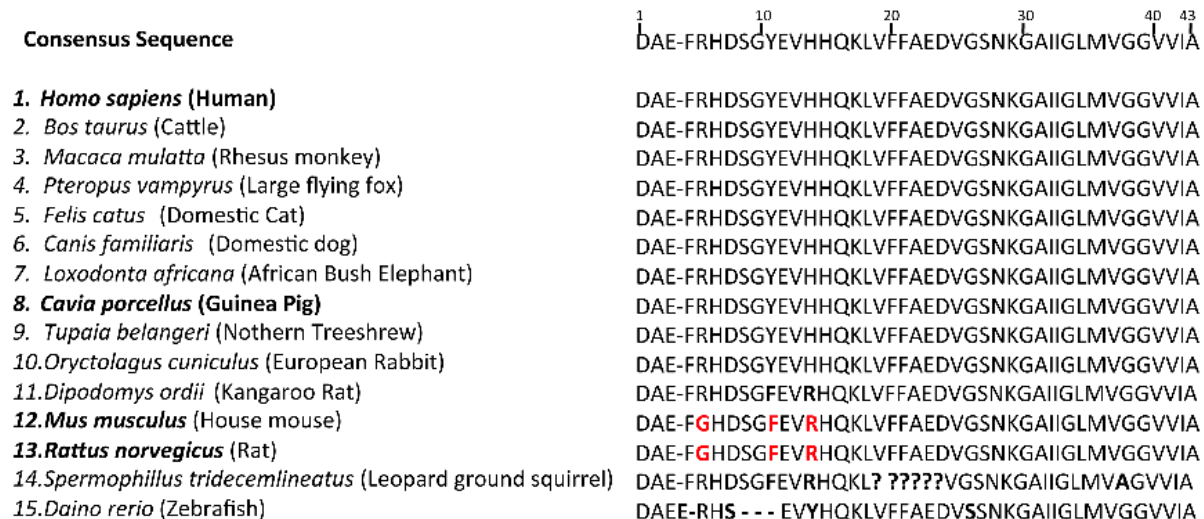 1 10 20 30 40 43
Consensus Sequence DAE-FRHDSGYEVHHQKLVFFAEDVGSNKGAIIGLMVGGVVIA
1. Homo sapiens (Human) DAE-FRHDSGYEVHHQKLVFFAEDVGSNKGAIIGLMVGGVVIA
2. Bos taurus (Cattle) DAE-FRHDSGYEVHHQKLVFFAEDVGSNKGAIIGLMVGGVVIA
3. Macaca mulatta (Rhesus monkey) DAE-FRHDSGYEVHHQKLVFFAEDVGSNKGAIIGLMVGGVVIA
4. Pteropus vampyrus (Large flying fox) DAE-FRHDSGYEVHHQKLVFFAEDVGSNKGAIIGLMVGGVVIA
5. Felis catus (Domestic Cat) DAE-FRHDSGYEVHHQKLVFFAEDVGSNKGAIIGLMVGGVVIA
6. Canis familiaris (Domestic dog) DAE-FRHDSGYEVHHQKLVFFAEDVGSNKGAIIGLMVGGVVIA
7. Loxodonta africana (African Bush Elephant) DAE-FRHDSGYEVHHQKLVFFAEDVGSNKGAIIGLMVGGVVIA
8. Cavia porcellus (Guinea Pig) DAE-FRHDSGYEVHHQKLVFFAEDVGSNKGAIIGLMVGGVVIA
9. Tupaia belangeri (Nothern Treeshrew) DAE-FRHDSGYEVHHQKLVFFAEDVGSNKGAIIGLMVGGVVIA
10.Oryctolagus cuniculus (European Rabbit) DAE-FRHDSGYEVHHQKLVFFAEDVGSNKGAIIGLMVGGVVIA
11.Dipodomys ordii (Kangaroo Rat) DAE-FRHDSGFEVRHQKLVFFAEDVGSNKGAIIGLMVGGVVIA
12.Mus musculus (House mouse) DAE-FGHDSGFEVRHQKLVFFAEDVGSNKGAIIGLMVGGVVIA
13.Rattus norvegicus (Rat) DAE-FGHDSGFEVRHQKLVFFAEDVGSNKGAIIGLMVGGVVIA
14.Spermophillus tridecemlineatus (Leopard ground squirrel) DAE-FRHDSGFEVRHQKL? ?????VGSNKGAIIGLMVAGVVIA
15.Daino rerio (Zebrafish) DAEE-RHS - - - EVYHQKLVFFAEDVSSNKGAIIGLMVGGVVIA